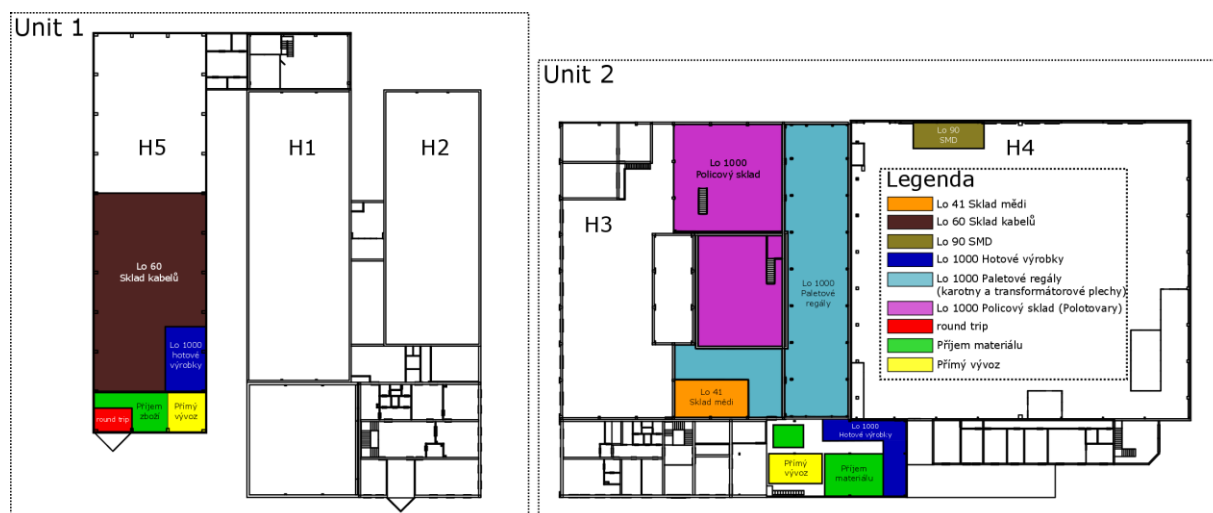 Unit 1
H5
H1
H2
Lo 60
Sklad kabelů
Lo 1000
hotové
výrobky
Příjem
zboží
Přímý
vývoz
round trip
Unit 2
H3
Lo 1000
Policový sklad
Lo 1000
Paletové
regály
Lo 41
Sklad mědi
Lo 90
SMD
H4
Legenda
Lo 41 Sklad mědi
Lo 60 Sklad kabelů
Lo 90 SMD
Lo 1000 Hotové výrobky
Lo 1000 Paletové regály
(karotny a transformátorové plechy)
Lo 1000 Policový sklad (Polotovary)
round trip
Příjem materiálu
Přímý vývoz
Lo 1000
Hotové výrobky
Přímý
vývoz
Příjem
materiálu